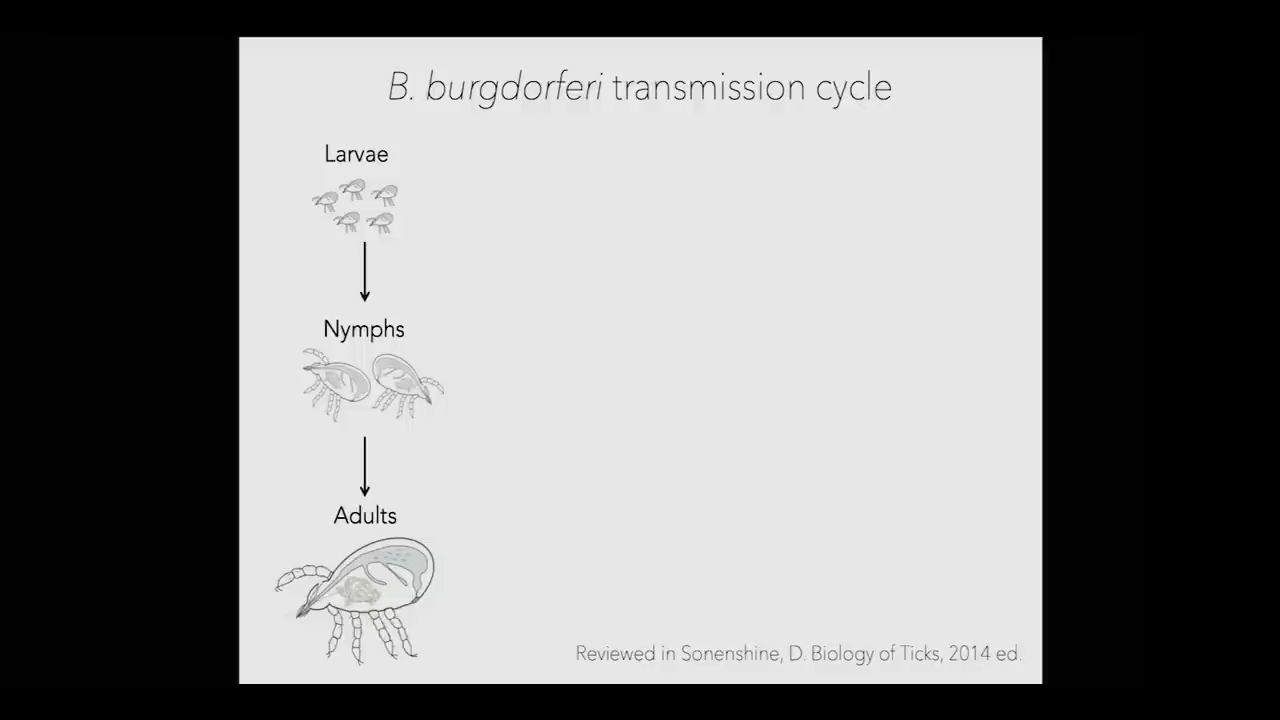 B. burgdorferi transmission cycle
Larvae
Nymphs
Adults
Reviewed in Sonenshine, D. Biology of Ticks, 2014 ed.